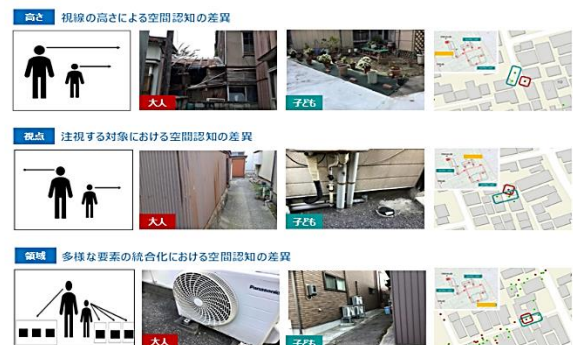 高さ 視線の高さによる空間認知の差異
大人
子ども
視点 注視する対象における空間認知の差異
大人
子ども
領域 多様な要素の統合化における空間認知の差異
Panasonic
大人
子ども